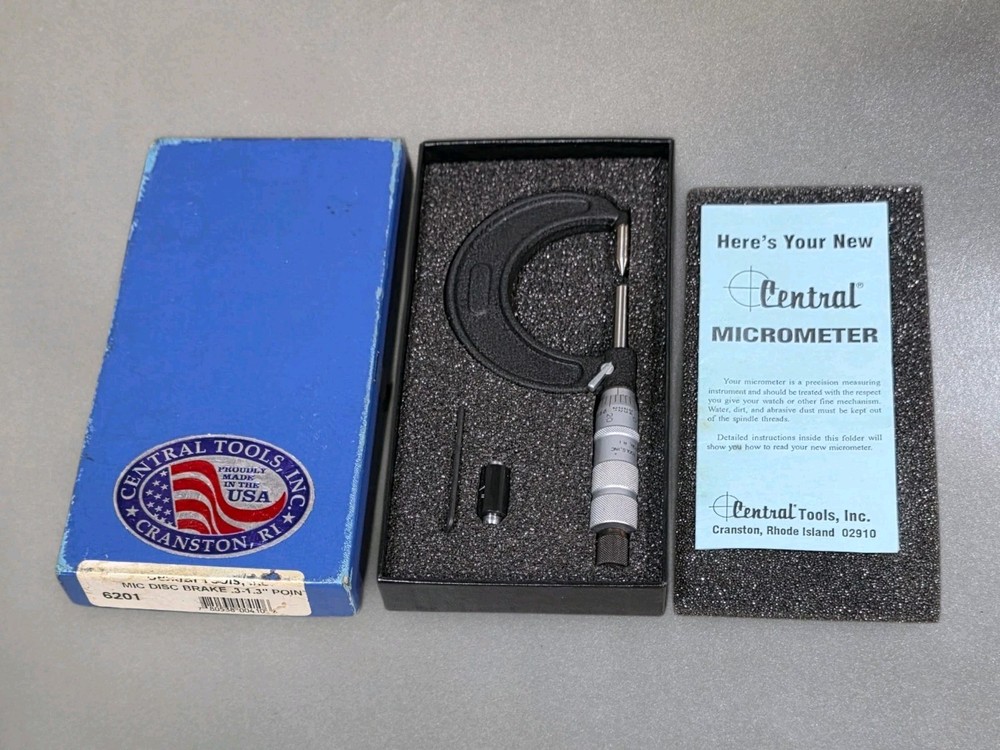 CENTRAL TOOLS, INC.
PROUDLY
MADE
IN THE
USA
CRANSTON, RI
MIC DISC BRAKE .3-1.3" POIN
6201
20
Here's Your New
Central®
MICROMETER
Your micrometer is a precision measuring
instrument and should be treated with the respect
you give your watch or other fine mechanism.
Water, dirt, and abrasive dust must be kept out
of the spindle threads.
Detailed instructions inside this folder will
show you how to read your new micrometer.
Central® Tools, Inc.
Cranston, Rhode Island 02910